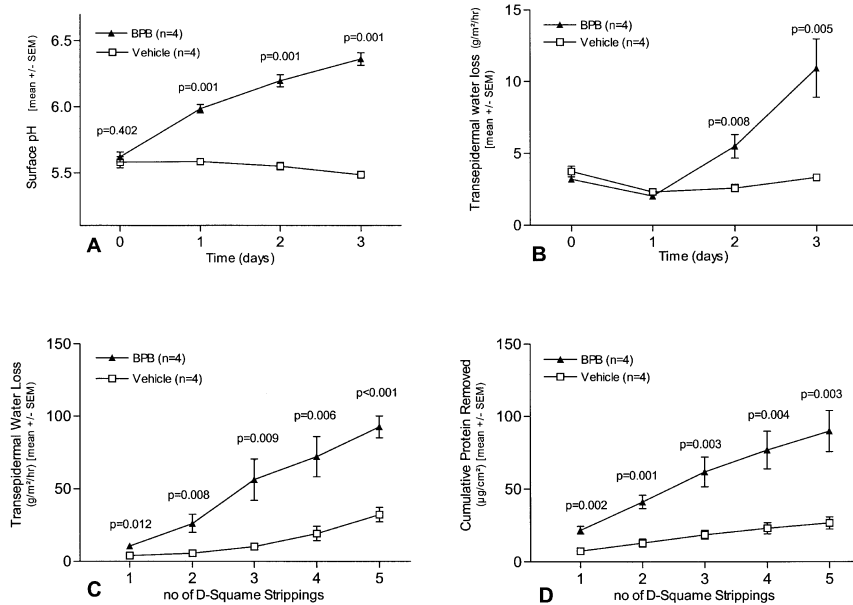 BPB (n=4)
Vehicle (n=4)
Surface pH [mean +/- SEM]
6.5
6.0
5.5
p=0.402
p=0.001
p=0.001
p=0.001
0 1 2 3
Time (days)
A
BPB (n=4)
Vehicle (n=4)
Transepidermal water loss (g/m²/hr)
[mean +/- SEM]
15
10
5
0
p=0.008
p=0.005
0 1 2 3
Time (days)
B
BPB (n=4)
Vehicle (n=4)
Transepidermal Water Loss
(g/m²/hr) [mean +/- SEM]
150
100
50
0
p=0.012
p=0.008
p=0.009
p=0.006
p<0.001
1 2 3 4 5
no of D-Squame Strippings
C
BPB (n=4)
Vehicle (n=4)
Cumulative Protein Removed
(µg/cm²) [mean +/- SEM]
150
100
50
0
p=0.002
p=0.001
p=0.003
p=0.004
p=0.003
1 2 3 4 5
no of D-Squame Strippings
D